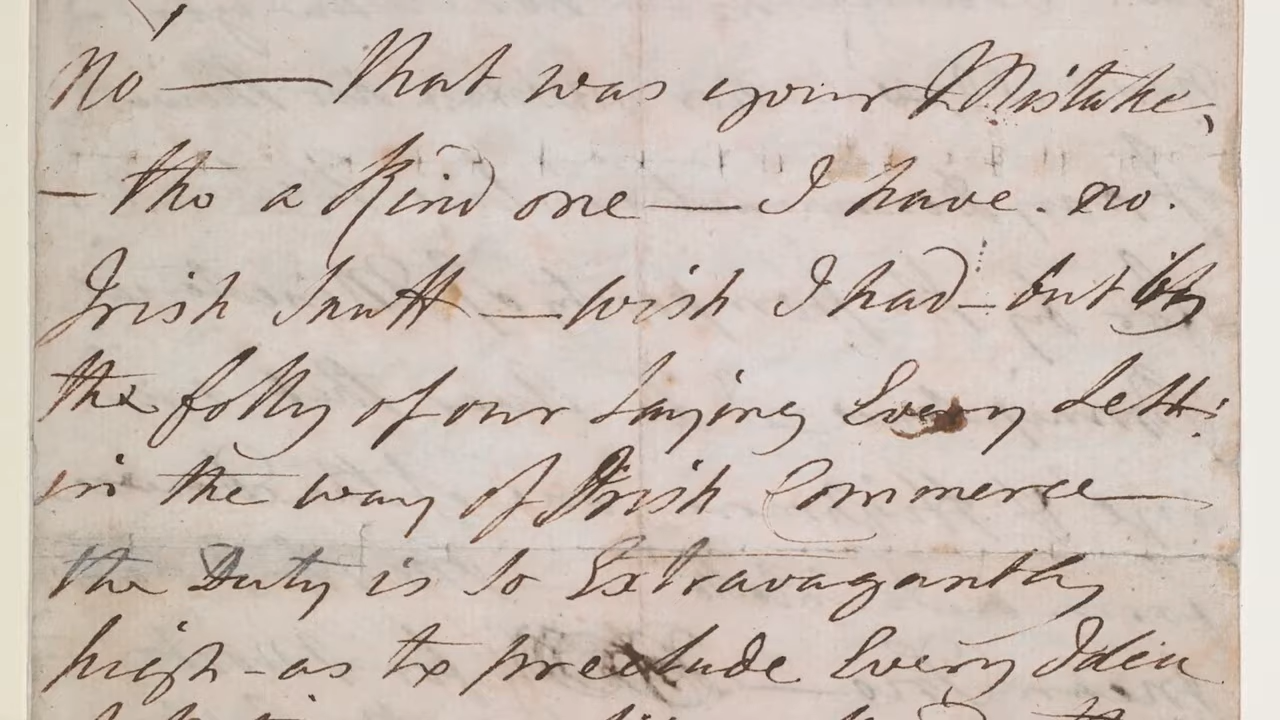 No — that was your Mistake,
— tho a Kind one — I have. no.
Irish Snuff — wish I had — but by
the folly of our laying Every Lett:
in the way of Irish Commerce —
the Duty is so Extravagantly
high - as to preclude Every Idea